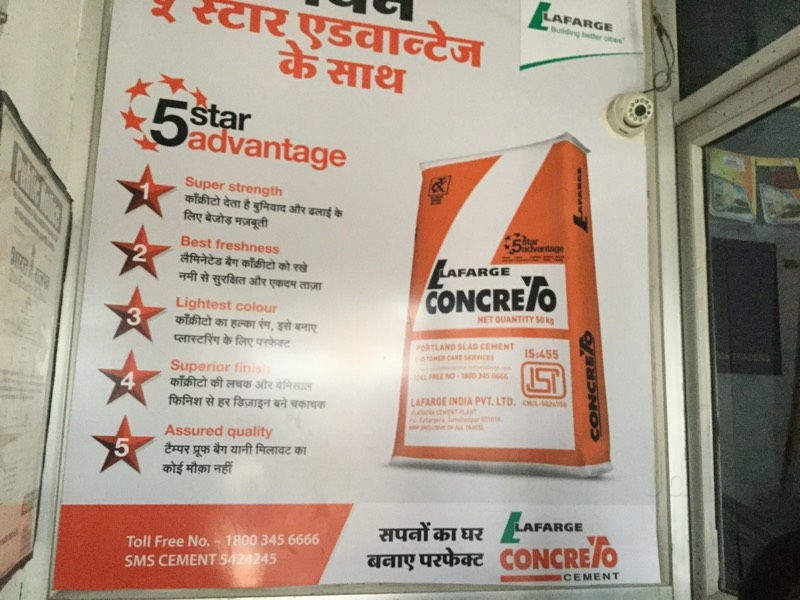 स्टार एडवान्टेज
के साथ
LAFARGE
Building better cities
5 star
advantage
1
Super strength
काँक्रीटो देता है बुनियाद और ढलाई के
लिए बेजोड़ मज़बूती
2
Best freshness
लैमिनेटेड बैग काँक्रीटो को रखे
नमी से सुरक्षित और एकदम ताज़ा
3
Lightest colour
काँक्रीटो का हल्का रंग, इसे बनाए
प्लास्टरिंग के लिए परफेक्ट
4
Superior finish
काँक्रीटो की लचक और बेमिसाल
फिनिश से हर डिज़ाइन बने चकाचक
5
Assured quality
टैम्पर प्रूफ बैग यानी मिलावट का
कोई मौक़ा नहीं
5 star
advantage
LAFARGE
CONCRETO
NET QUANTITY 50 kg
PORTLAND SLAG CEMENT
CUSTOMER CARE SERVICES
TOLL FREE NO - 1800 345 6666
IS:455
LAFARGE INDIA PVT. LTD.
LAFARGE
CONCRETO
Toll Free No. – 1800 345 6666
SMS CEMENT 5424245
सपनों का घर
बनाए परफेक्ट
LAFARGE
CONCRETO
CEMENT